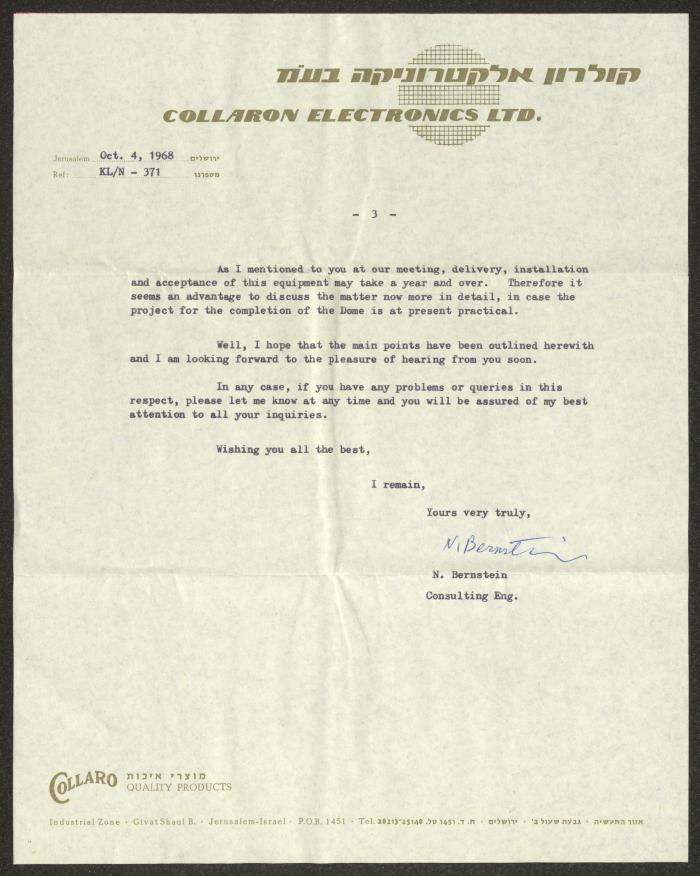 קולרון אלקטרוניקה בע"מ
COLLARON ELECTRONICS LTD.
Jerusalem Oct. 4, 1968 ירושלים
Ref: KL/N - 371 מספרנו
- 3 -
As I mentioned to you at our meeting, delivery, installation
and acceptance of this equipment may take a year and over. Therefore it
seems an advantage to discuss the matter now more in detail, in case the
project for the completion of the Dome is at present practical.
Well, I hope that the main points have been outlined herewith
and I am looking forward to the pleasure of hearing from you soon.
In any case, if you have any problems or queries in this
respect, please let me know at any time and you will be assured of my best
attention to all your inquiries.
Wishing you all the best,
I remain,
Yours very truly,
N. Bernstein
N. Bernstein
Consulting Eng.
COLLARO מוצרי איכות
QUALITY PRODUCTS
Industrial Zone · Givat Shaul B. · Jerusalem-Israel · P.O.B. 1451 · Tel. 28213-25140 אזור התעשיה · גבעת שאול ב' · ירושלים · ת.ד. 1451 טל.